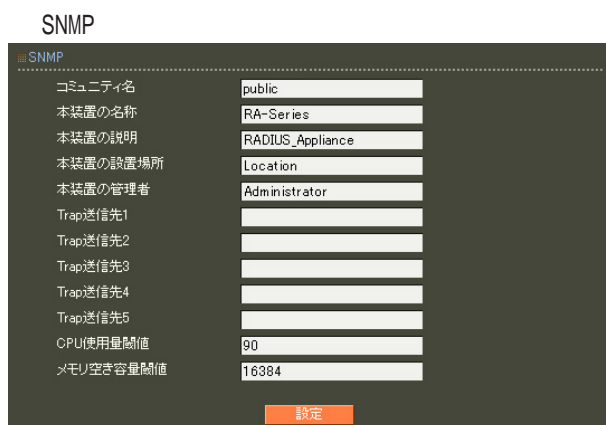 SNMP
SNMP
コミュニティ名 public
本装置の名称 RA-Series
本装置の説明 RADIUS_Appliance
本装置の設置場所 Location
本装置の管理者 Administrator
Trap送信先1
Trap送信先2
Trap送信先3
Trap送信先4
Trap送信先5
CPU使用量閾値 90
メモリ空き容量閾値 16384
設定